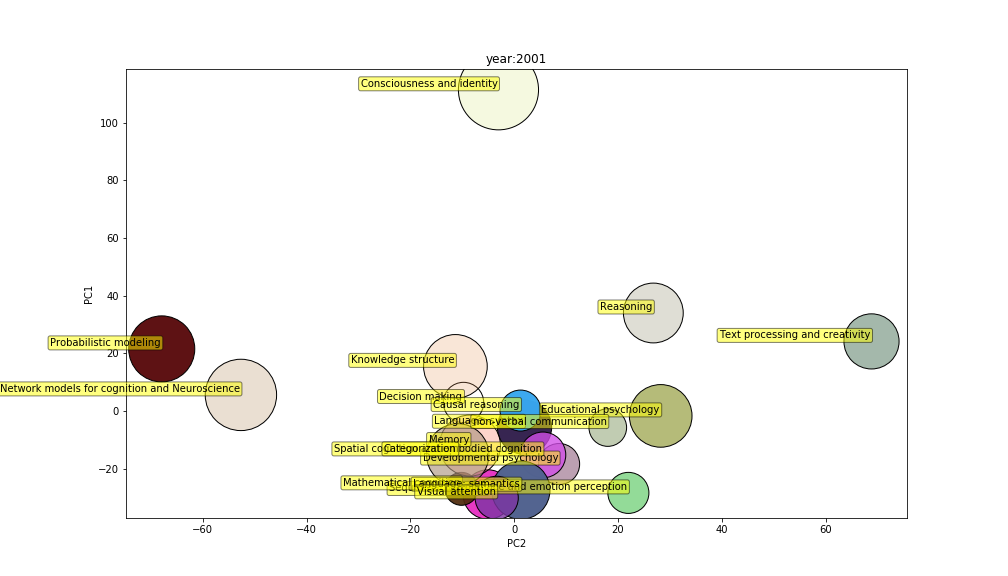 year:2001
Consciousness and identity
100
80
60
40
20
0
−20
PC1
Reasoning
Text processing and creativity
Probabilistic modeling
Knowledge structure
Network models for cognition and Neuroscience
Decision making
Causal reasoning
Educational psychology
Language
non-verbal communication
Memory
Spatial
Categorization
bodied cognition
Developmental psychology
Mathematical
Language semantics
and emotion perception
Visual attention
−60
−40
−20
0
20
40
60
PC2